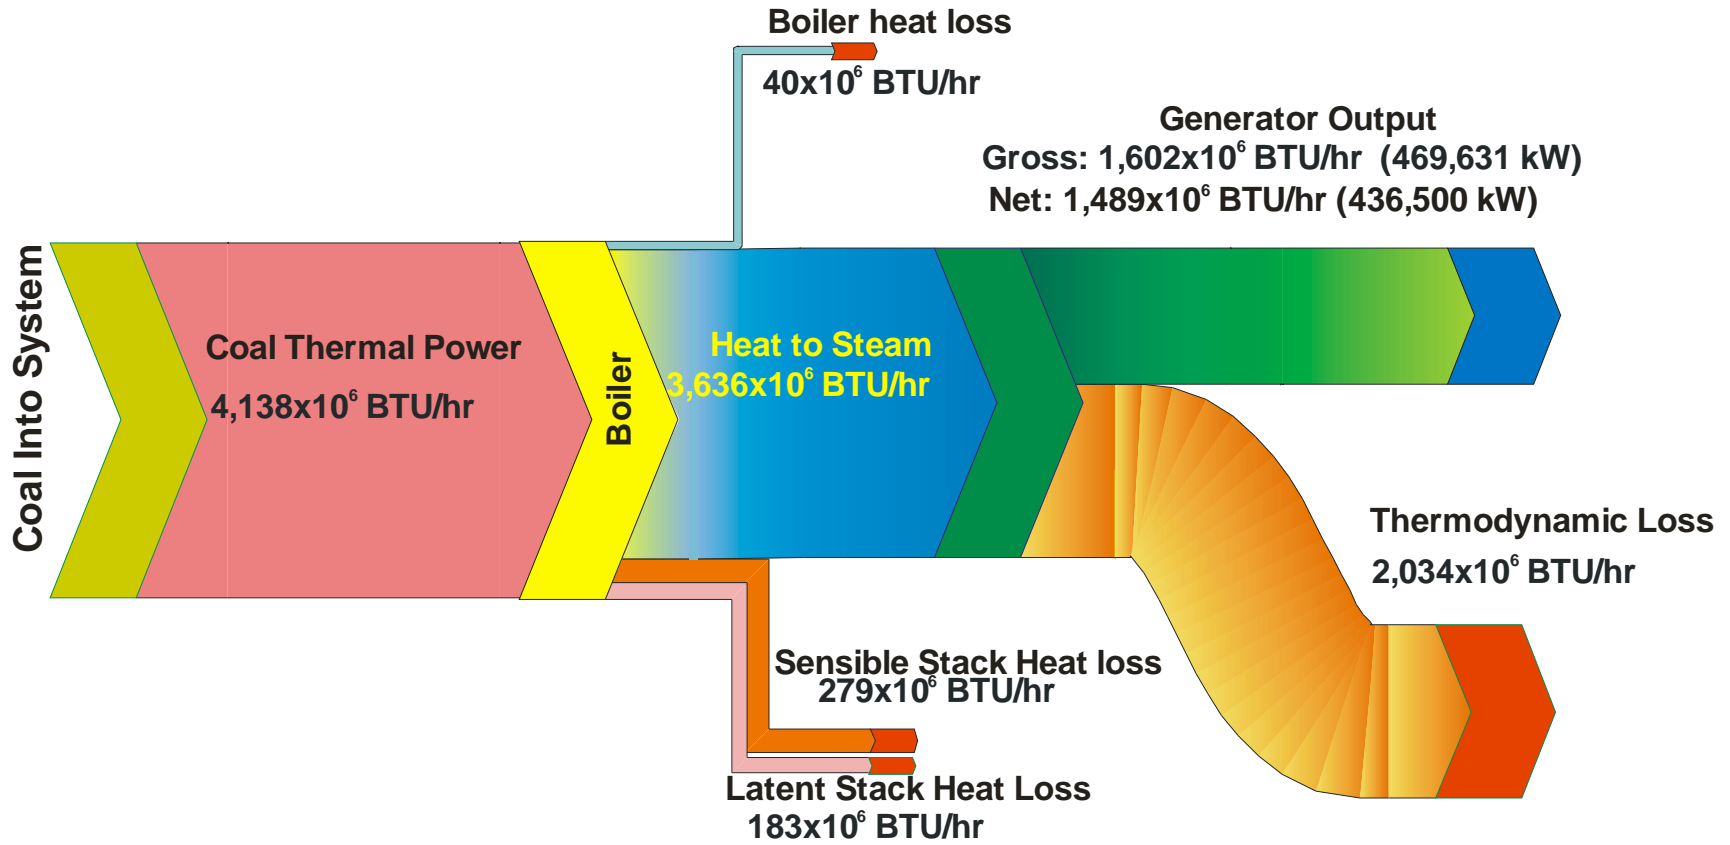 Boiler heat loss
40x10⁶ BTU/hr
Generator Output
Gross: 1,602x10⁶ BTU/hr (469,631 kW)
Net: 1,489x10⁶ BTU/hr (436,500 kW)
Coal Into System
Coal Thermal Power
4,138x10⁶ BTU/hr
Boiler
Heat to Steam
3,636x10⁶ BTU/hr
Thermodynamic Loss
2,034x10⁶ BTU/hr
Sensible Stack Heat loss
279x10⁶ BTU/hr
Latent Stack Heat Loss
183x10⁶ BTU/hr